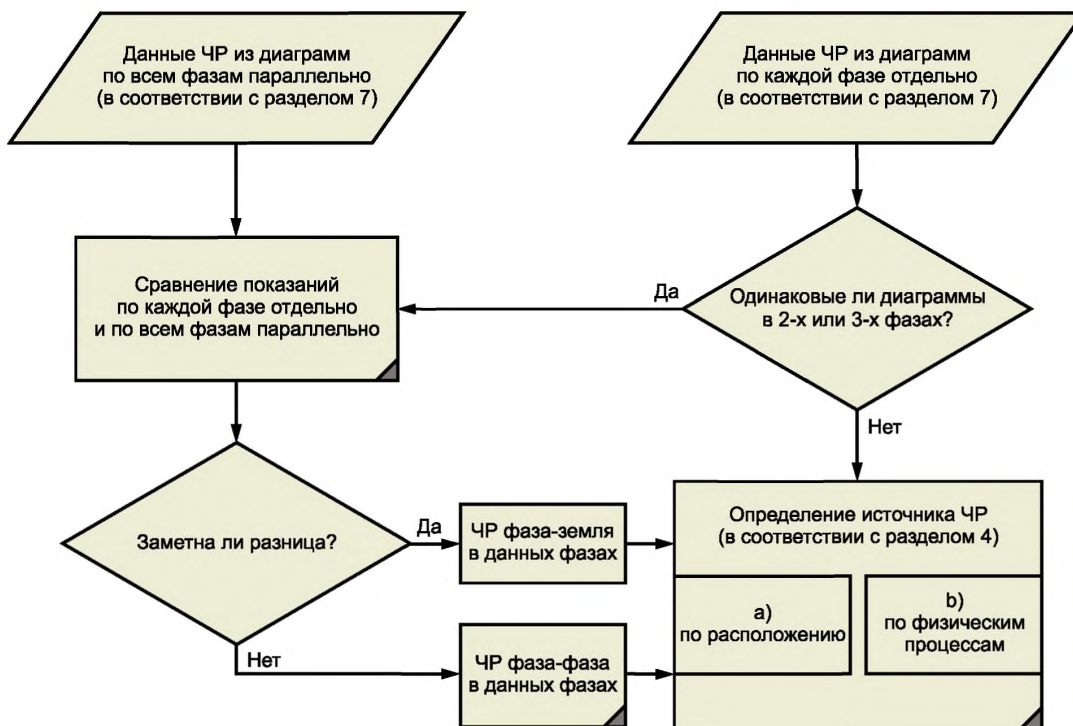 Данные ЧР из диаграмм
по всем фазам параллельно
(в соответствии с разделом 7)
Данные ЧР из диаграмм
по каждой фазе отдельно
(в соответствии с разделом 7)
Сравнение показаний
по каждой фазе отдельно
и по всем фазам параллельно
Да
Одинаковые ли диаграммы
в 2-х или 3-х фазах?
Нет
Заметна ли разница?
Да
ЧР фаза-земля
в данных фазах
Нет
ЧР фаза-фаза
в данных фазах
Определение источника ЧР
(в соответствии с разделом 4)
a)
по расположению
b)
по физическим
процессам